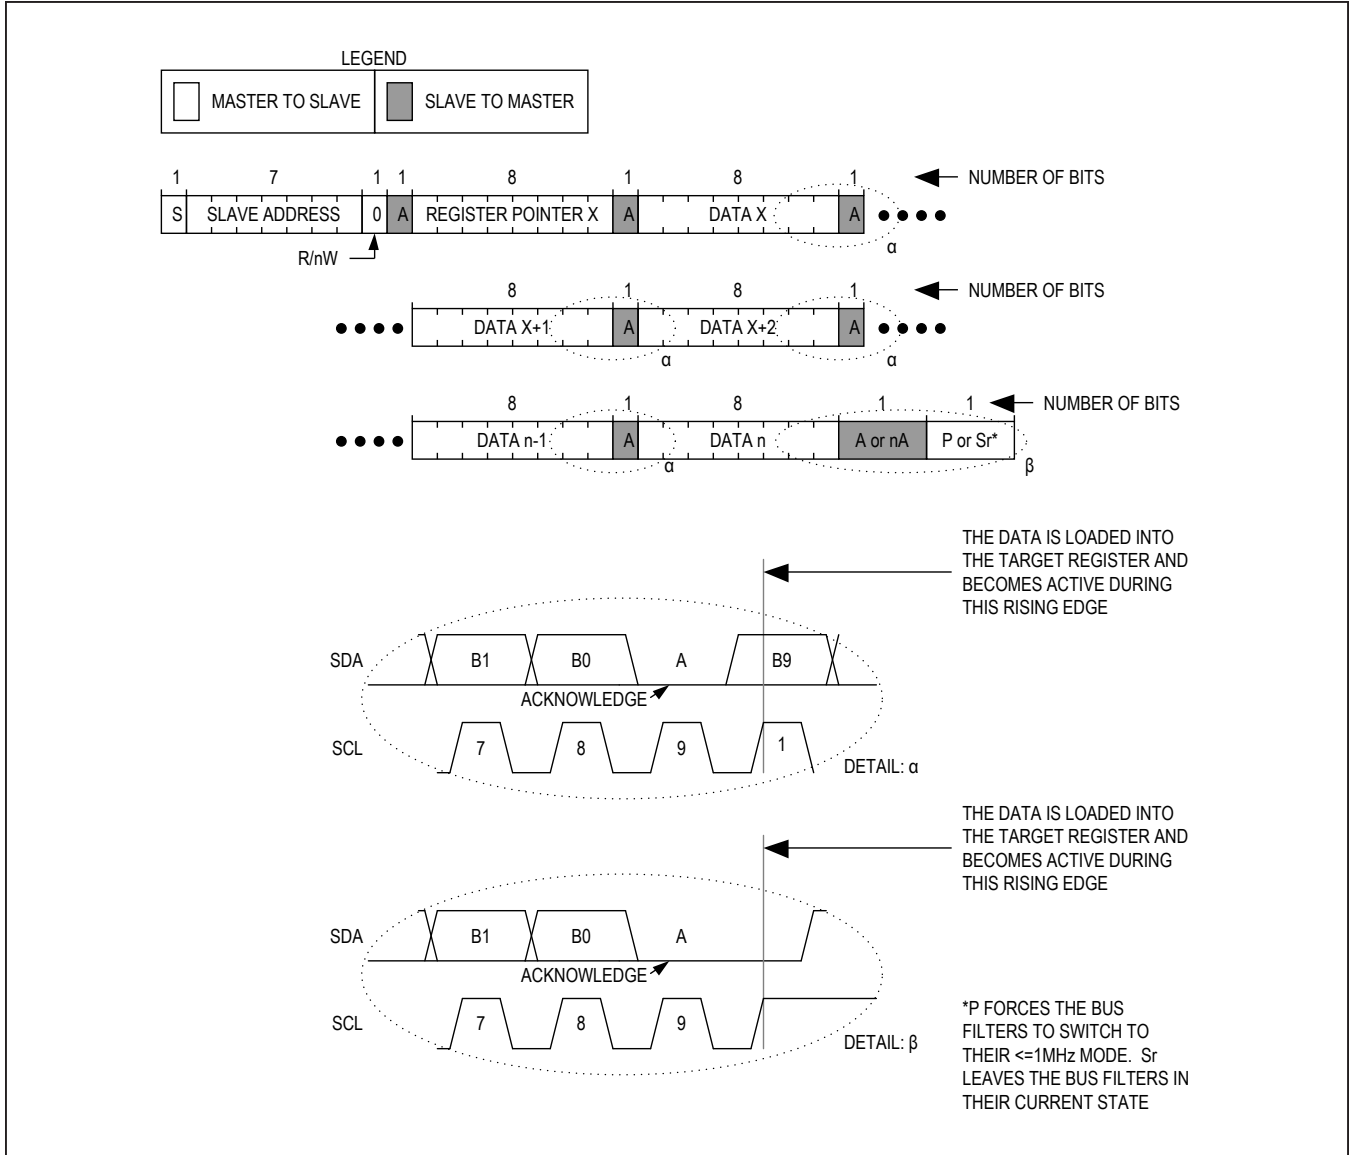 LEGEND
MASTER TO SLAVE
SLAVE TO MASTER
1 7 1 1 8 1 8 1 NUMBER OF BITS
S SLAVE ADDRESS 0 A REGISTER POINTER X A DATA X A
α
R/nW
8 1 8 1 NUMBER OF BITS
DATA X+1 A DATA X+2 A
α α
8 1 8 1 1 NUMBER OF BITS
DATA n-1 A DATA n A or nA P or Sr*
α β
THE DATA IS LOADED INTO
THE TARGET REGISTER AND
BECOMES ACTIVE DURING
THIS RISING EDGE
SDA B1 B0 A B9
ACKNOWLEDGE
SCL 7 8 9 1
DETAIL: α
THE DATA IS LOADED INTO
THE TARGET REGISTER AND
BECOMES ACTIVE DURING
THIS RISING EDGE
SDA B1 B0 A
ACKNOWLEDGE
SCL 7 8 9
DETAIL: β
*P FORCES THE BUS
FILTERS TO SWITCH TO
THEIR <=1MHz MODE. Sr
LEAVES THE BUS FILTERS IN
THEIR CURRENT STATE